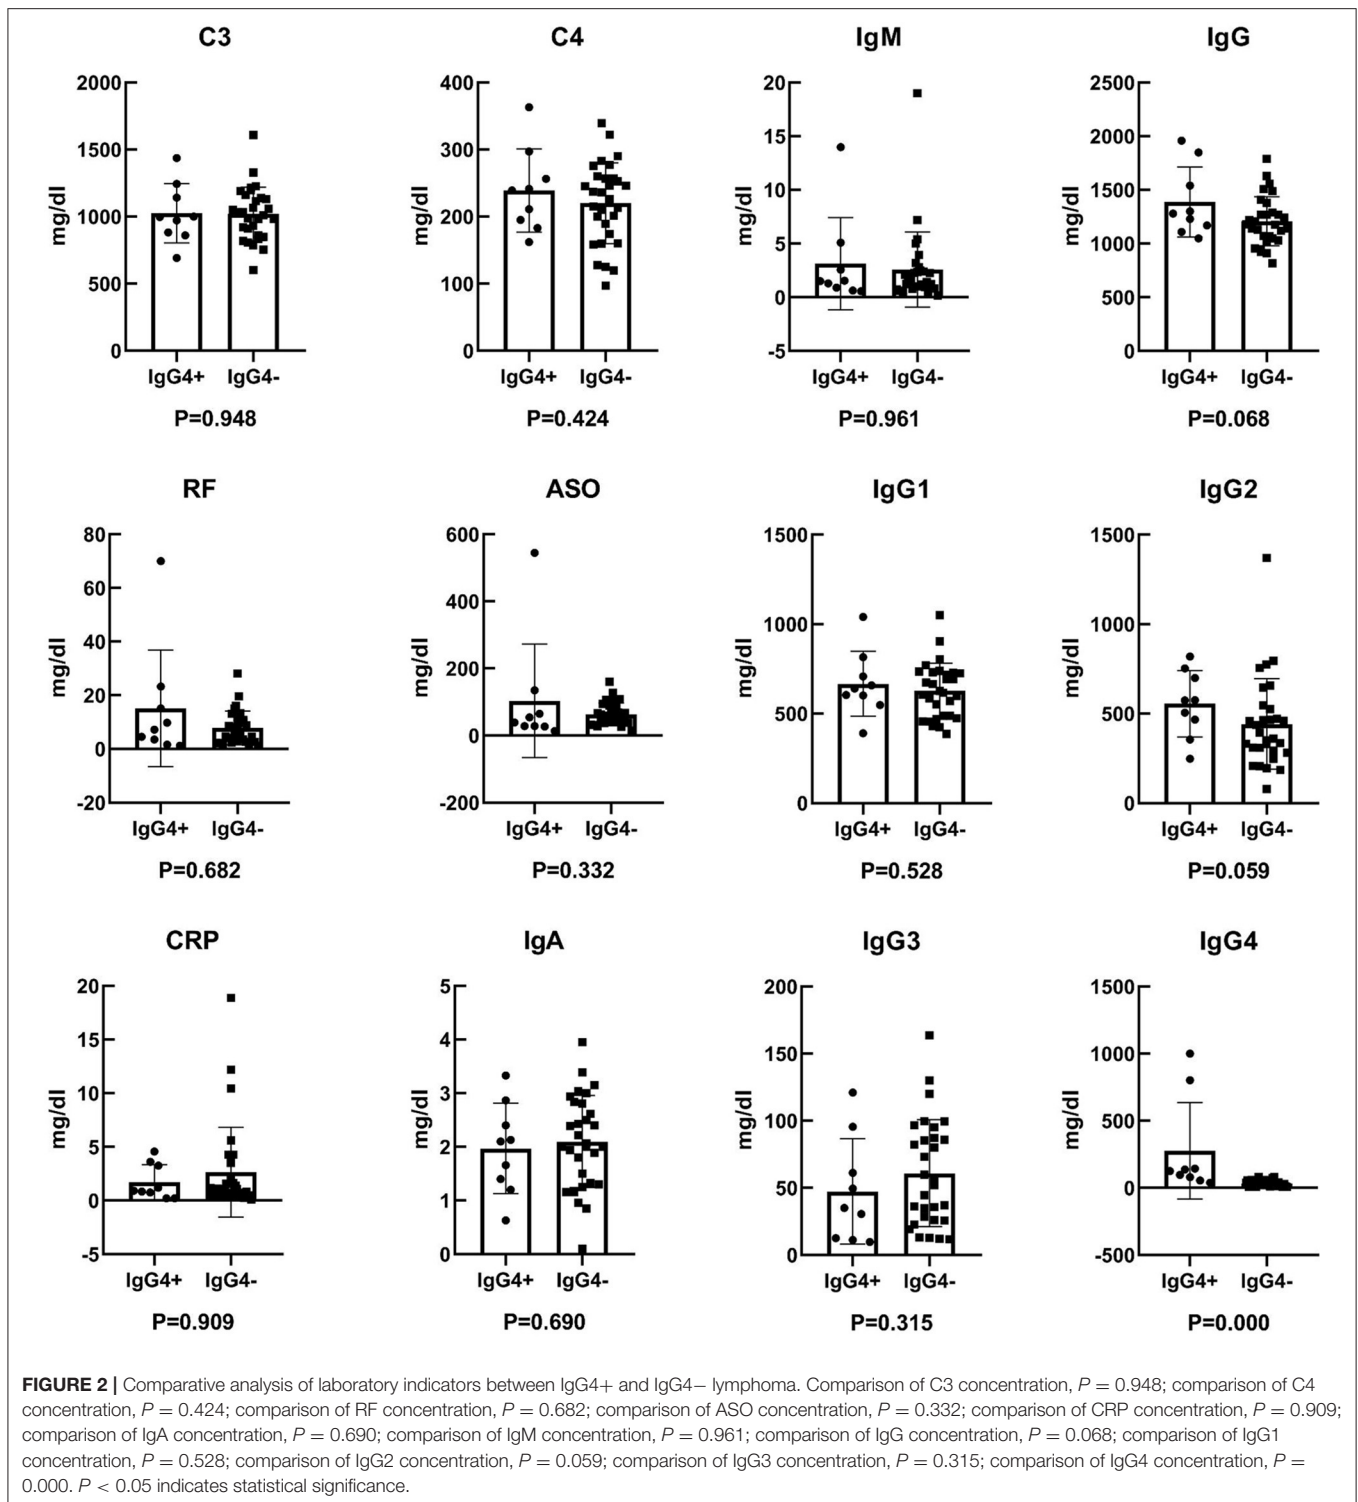 C3
C4
IgM
IgG
2000
1500
1000
500
0
mg/dl
IgG4+ IgG4-
P=0.948
400
300
200
100
0
mg/dl
IgG4+ IgG4-
P=0.424
20
15
10
5
0
-5
mg/dl
IgG4+ IgG4-
P=0.961
2500
2000
1500
1000
500
0
mg/dl
IgG4+ IgG4-
P=0.068
RF
ASO
IgG1
IgG2
80
60
40
20
0
-20
mg/dl
IgG4+ IgG4-
P=0.682
600
400
200
0
-200
mg/dl
IgG4+ IgG4-
P=0.332
1500
1000
500
0
mg/dl
IgG4+ IgG4-
P=0.528
1500
1000
500
0
mg/dl
IgG4+ IgG4-
P=0.059
CRP
IgA
IgG3
IgG4
20
15
10
5
0
-5
mg/dl
IgG4+ IgG4-
P=0.909
5
4
3
2
1
0
mg/dl
IgG4+ IgG4-
P=0.690
200
150
100
50
0
mg/dl
IgG4+ IgG4-
P=0.315
1500
1000
500
0
-500
mg/dl
IgG4+ IgG4-
P=0.000
FIGURE 2 | Comparative analysis of laboratory indicators between IgG4+ and IgG4− lymphoma. Comparison of C3 concentration, P = 0.948; comparison of C4
concentration, P = 0.424; comparison of RF concentration, P = 0.682; comparison of ASO concentration, P = 0.332; comparison of CRP concentration, P = 0.909;
comparison of IgA concentration, P = 0.690; comparison of IgM concentration, P = 0.961; comparison of IgG concentration, P = 0.068; comparison of IgG1
concentration, P = 0.528; comparison of IgG2 concentration, P = 0.059; comparison of IgG3 concentration, P = 0.315; comparison of IgG4 concentration, P =
0.000. P < 0.05 indicates statistical significance.